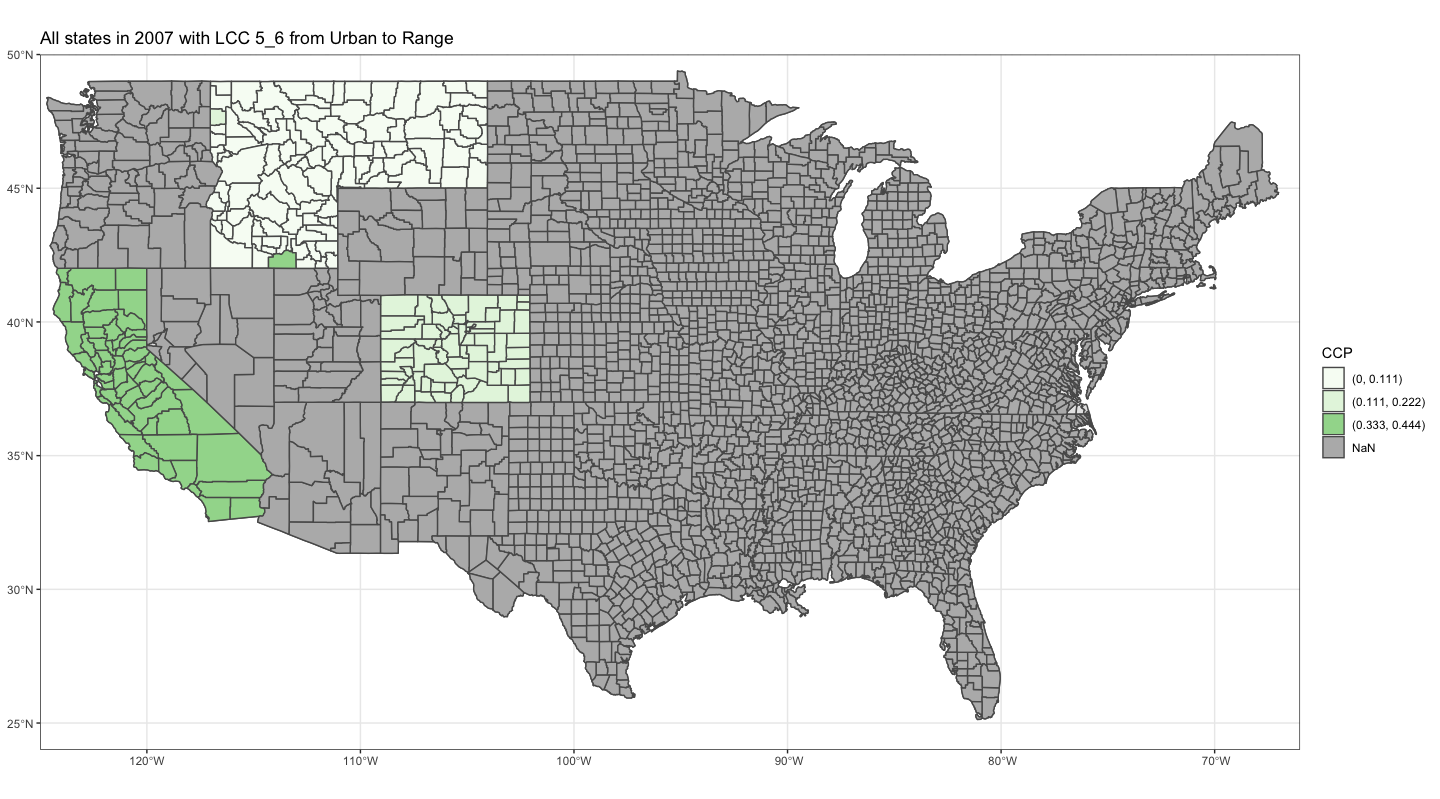 All states in 2007 with LCC 5_6 from Urban to Range
50°N
45°N
40°N
35°N
30°N
25°N
120°W
110°W
100°W
90°W
80°W
70°W
CCP
(0, 0.111)
(0.111, 0.222)
(0.333, 0.444)
NaN